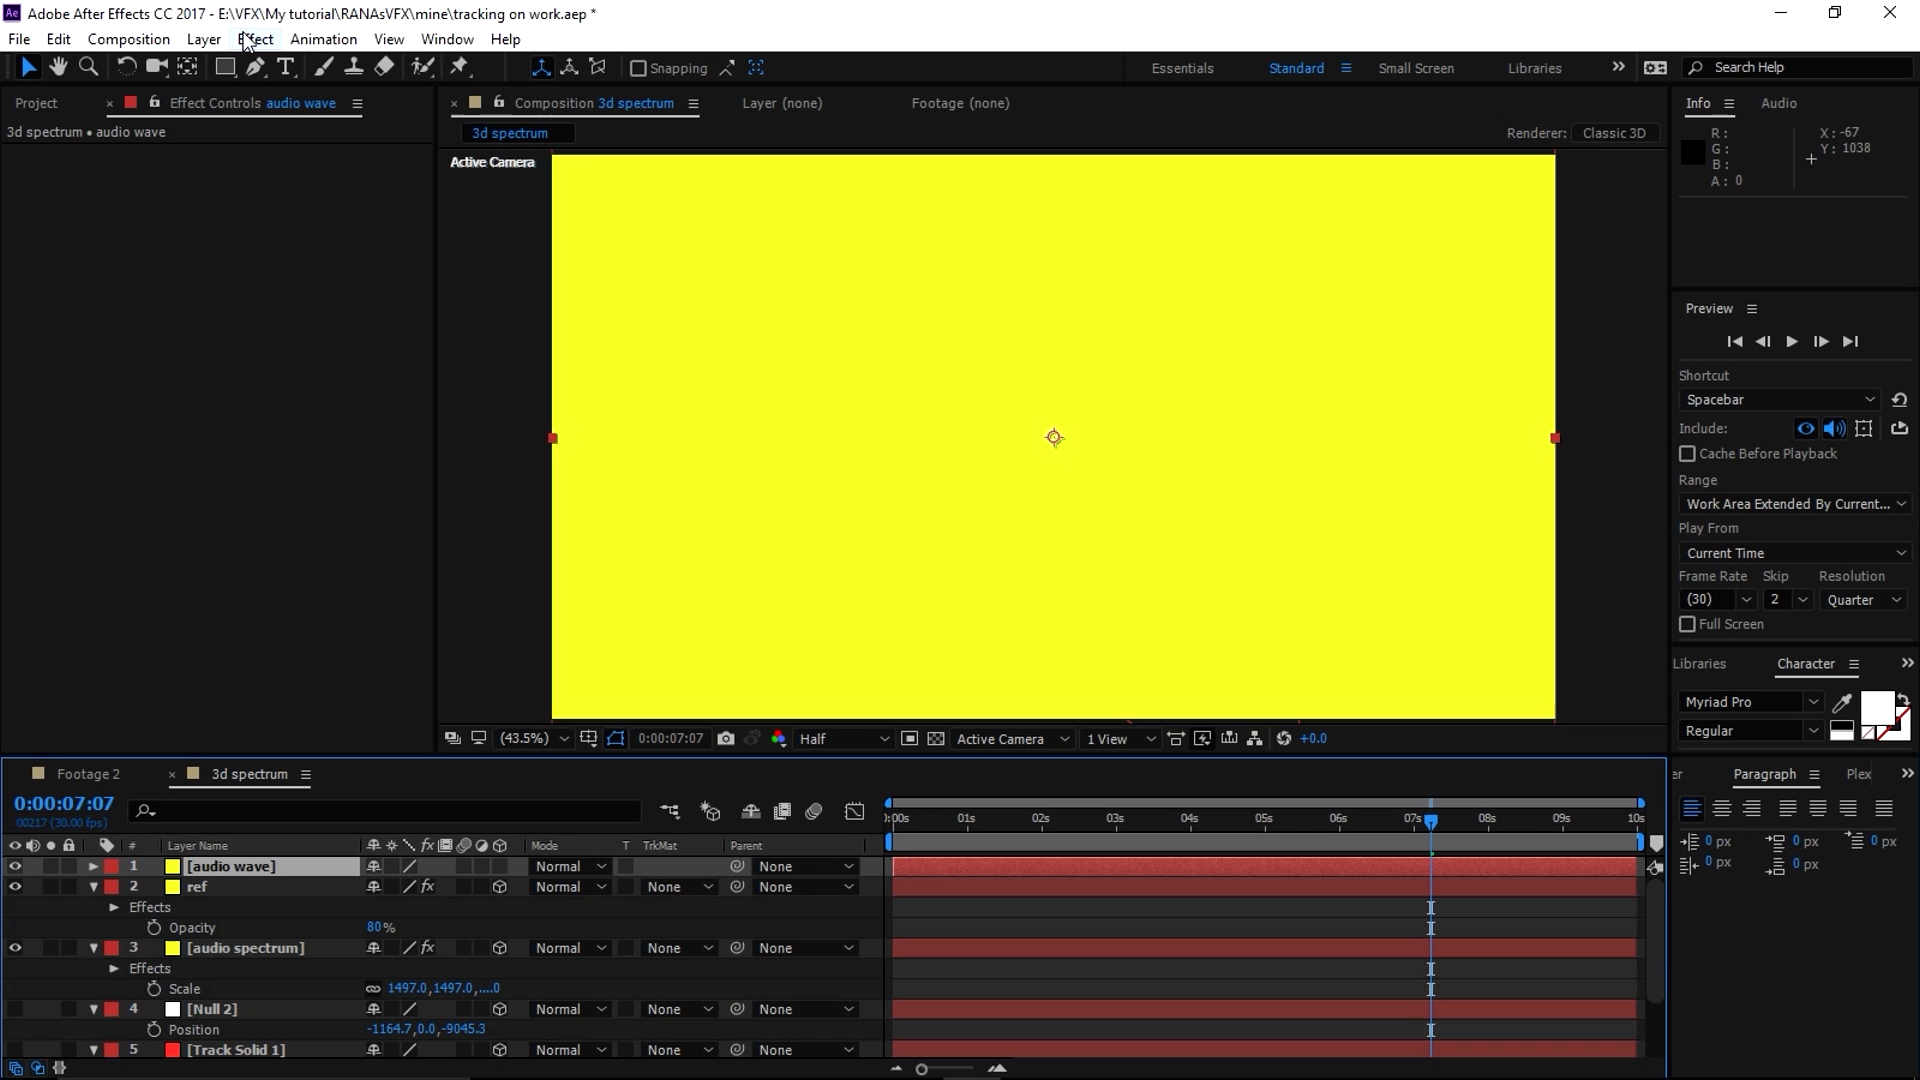 Ae Adobe After Effects CC 2017 - E:\VFX\My tutorial\RANAsVFX\mine\tracking on work.aep *
File Edit Composition Layer Effect Animation View Window Help
Snapping Essentials Standard Small Screen Libraries Search Help
Project Effect Controls audio wave Composition 3d spectrum Layer (none) Footage (none) Info Audio
3d spectrum • audio wave
3d spectrum Renderer: Classic 3D
Active Camera
R: X: -67
G: Y: 1038
B:
A: 0
Preview
Shortcut
Spacebar
Include:
Cache Before Playback
Range
Work Area Extended By Current...
Play From
Current Time
Frame Rate Skip Resolution
(30) 2 Quarter
Full Screen
Libraries Character
Myriad Pro
Regular
(43.5%) 0:00:07:07 Half Active Camera 1 View +0.0
Footage 2 3d spectrum
er Paragraph Plex
0:00:07:07
00217 (30.00 fps)
):00s 01s 02s 03s 04s 05s 06s 07s 08s 09s 10s
0 px 0 px 0 px
0 px 0 px
# Layer Name fx Mode T TrkMat Parent
1 [audio wave] Normal None
2 ref fx Normal None None
Effects
Opacity 80%
3 [audio spectrum] fx Normal None None
Effects
Scale 1497.0,1497.0,....0
4 [Null 2] Normal None None
Position -1164.7,0.0,-9045.3
5 [Track Solid 1] Normal None None